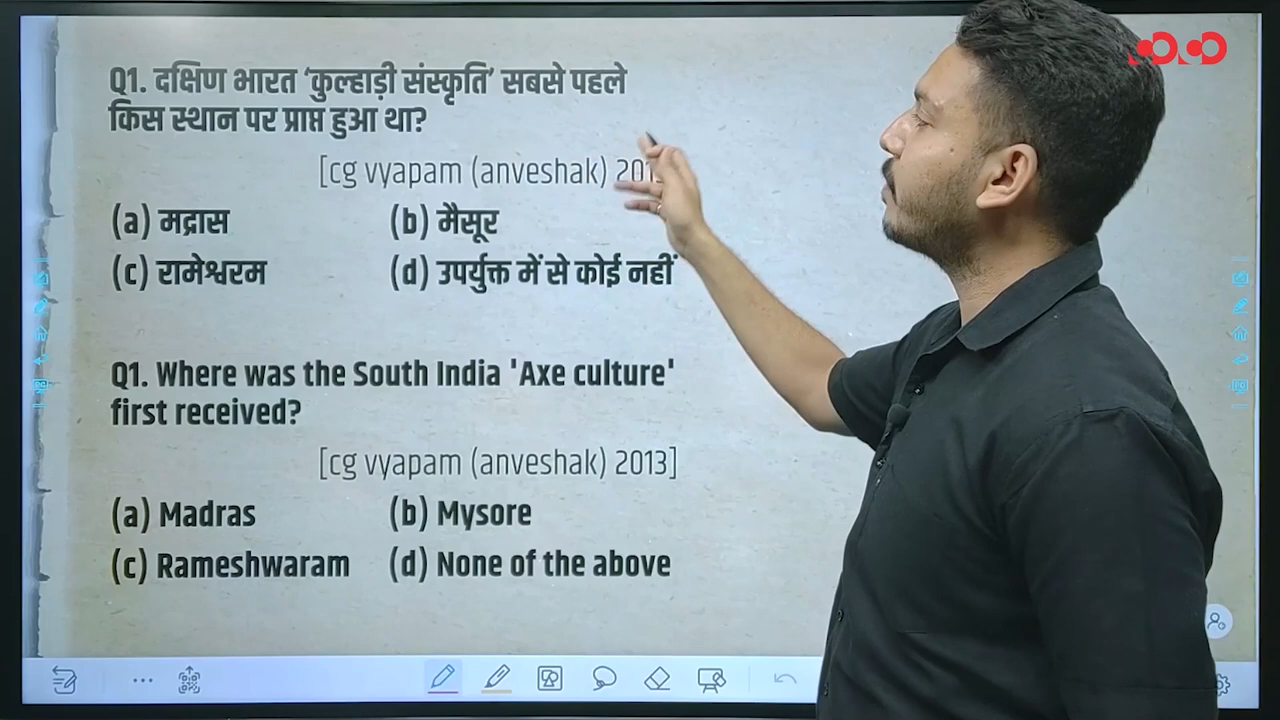 Q1. दक्षिण भारत ‘कुल्हाड़ी संस्कृति’ सबसे पहले
किस स्थान पर प्राप्त हुआ था?
[cg vyapam (anveshak)
(a) मद्रास (b) मैसूर
(c) रामेश्वरम (d) उपर्युक्त में से कोई नहीं
Q1. Where was the South India 'Axe culture'
first received?
[cg vyapam (anveshak) 2013]
(a) Madras (b) Mysore
(c) Rameshwaram (d) None of the above